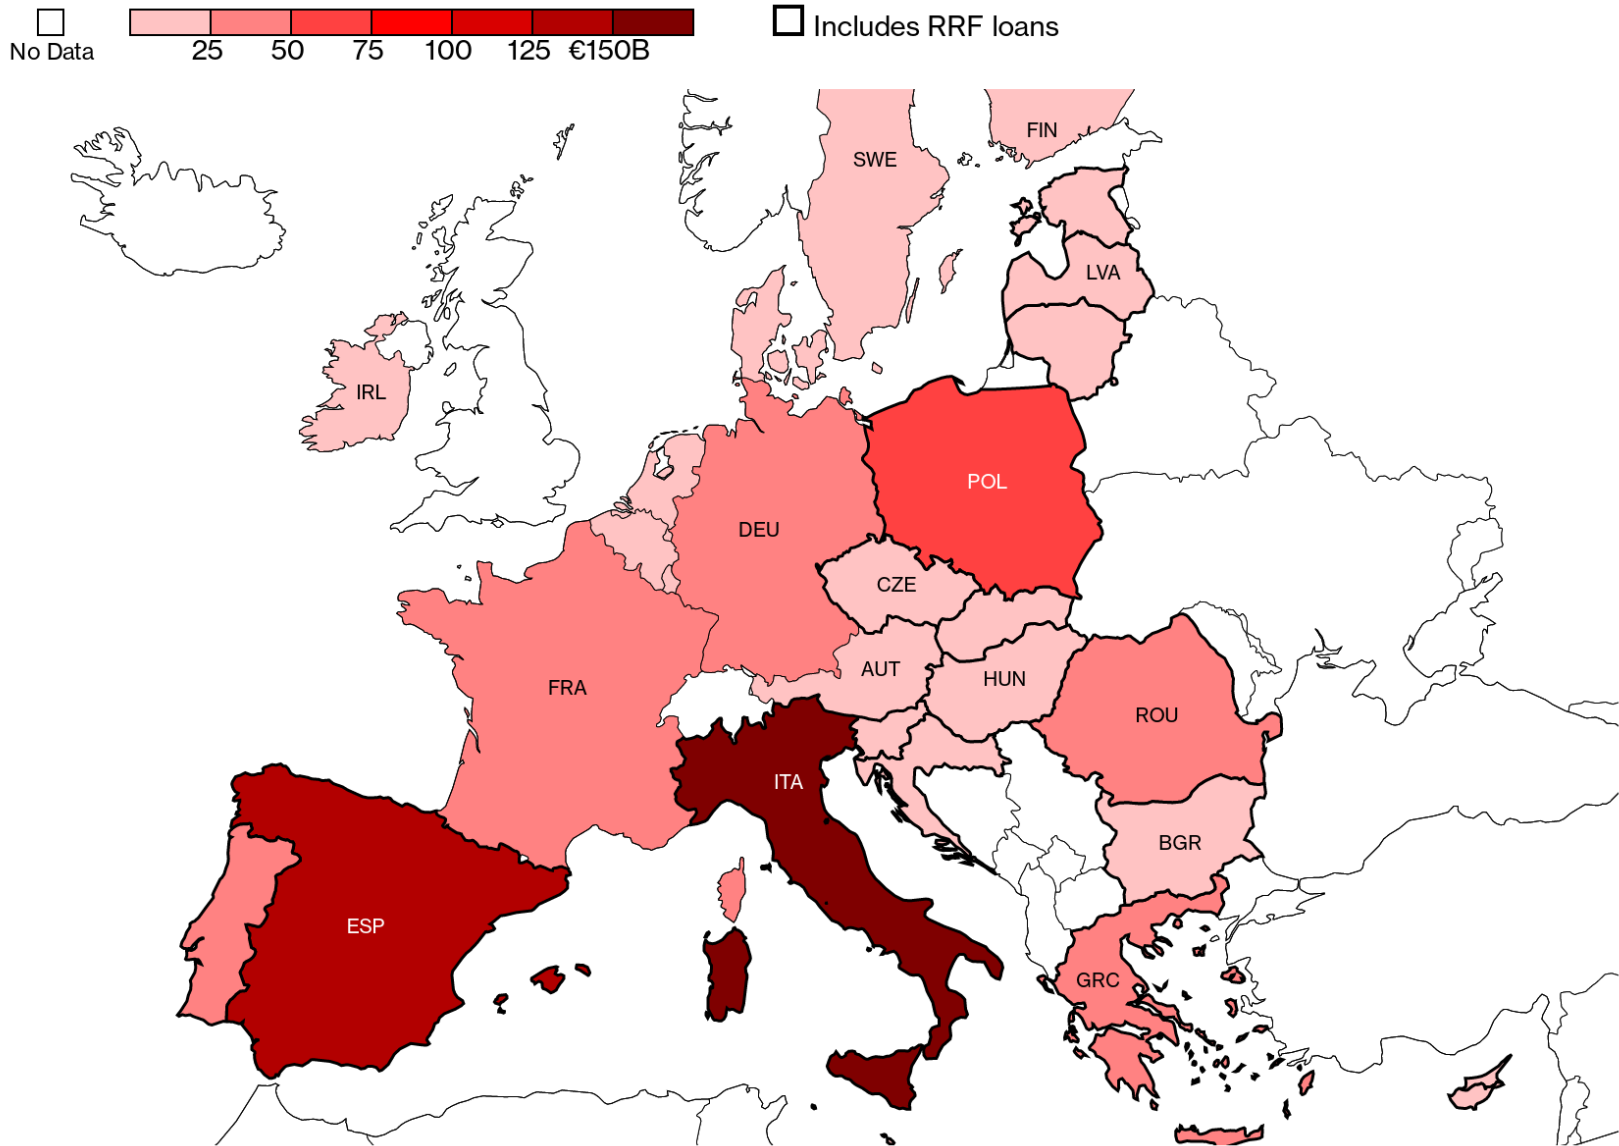 No Data
25 50 75 100 125 €150B
Includes RRF loans
FIN
SWE
LVA
IRL
POL
DEU
CZE
AUT
HUN
FRA
ROU
ITA
BGR
ESP
GRC